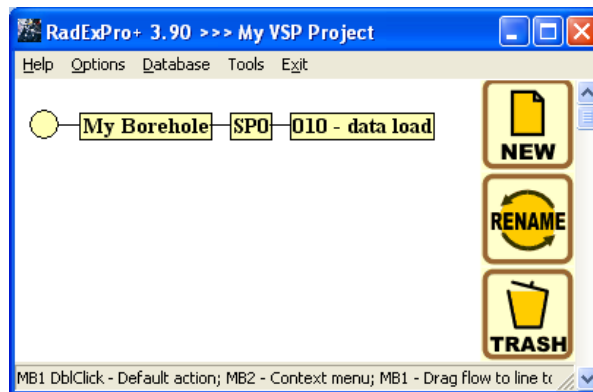 RadExPro+ 3.90 >>> My VSP Project
Help Options Database Tools Exit
My Borehole SP0 010 - data load
NEW
RENAME
TRASH
MB1 DblClick - Default action; MB2 - Context menu; MB1 - Drag flow to line to